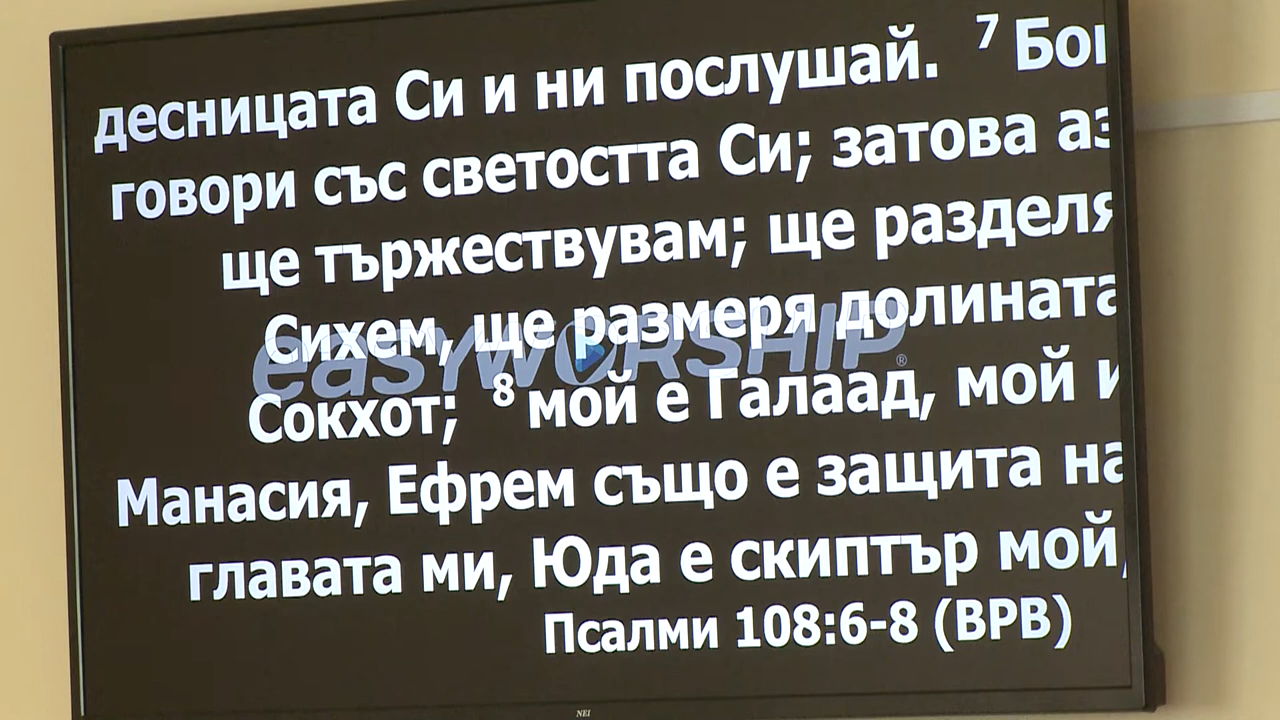 десницата Си и ни послушай. 7 Бог
говори със светостта Си; затова аз
ще тържествувам; ще разделя
Сихем, ще размеря долината
easyworship®
Сокхот; 8 мой е Галаад, мой и
Манасия, Ефрем също е защита на
главата ми, Юда е скиптър мой,
Псалми 108:6-8 (ВРВ)
NEI